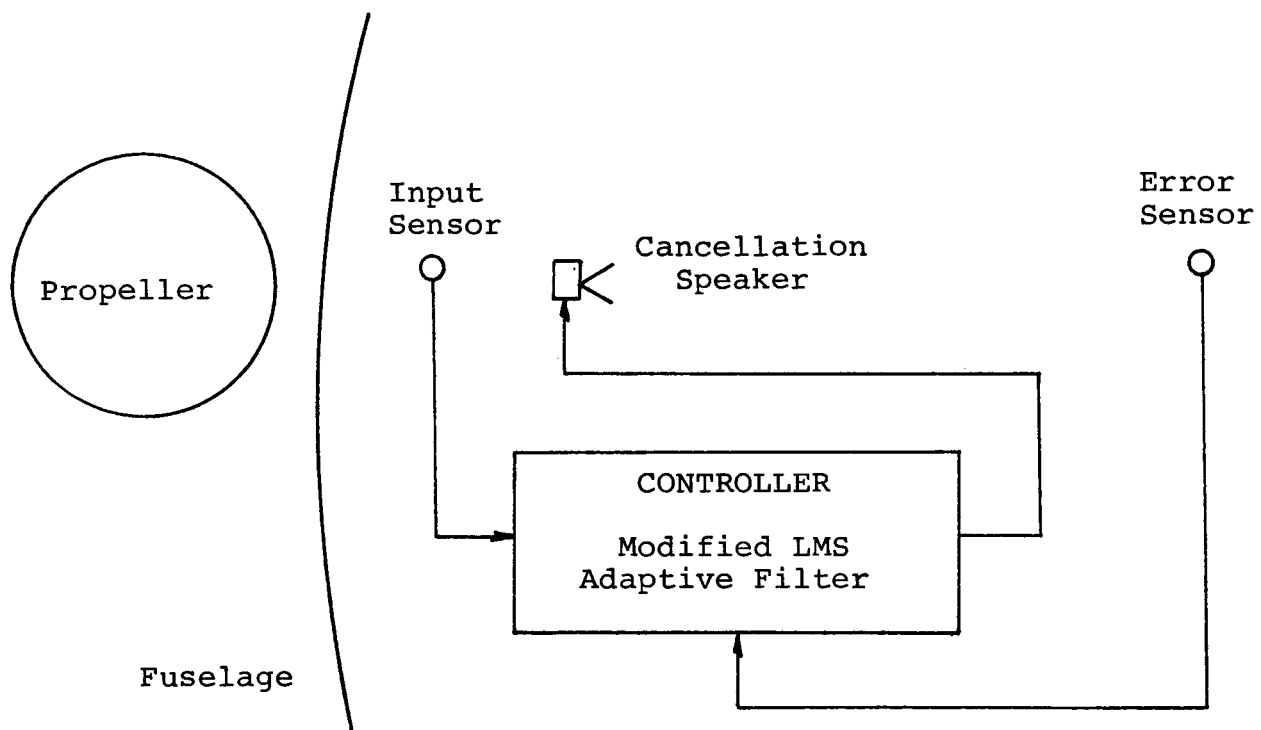 Input
Sensor
Error
Sensor
Cancellation
Speaker
Propeller
CONTROLLER
Modified LMS
Adaptive Filter
Fuselage